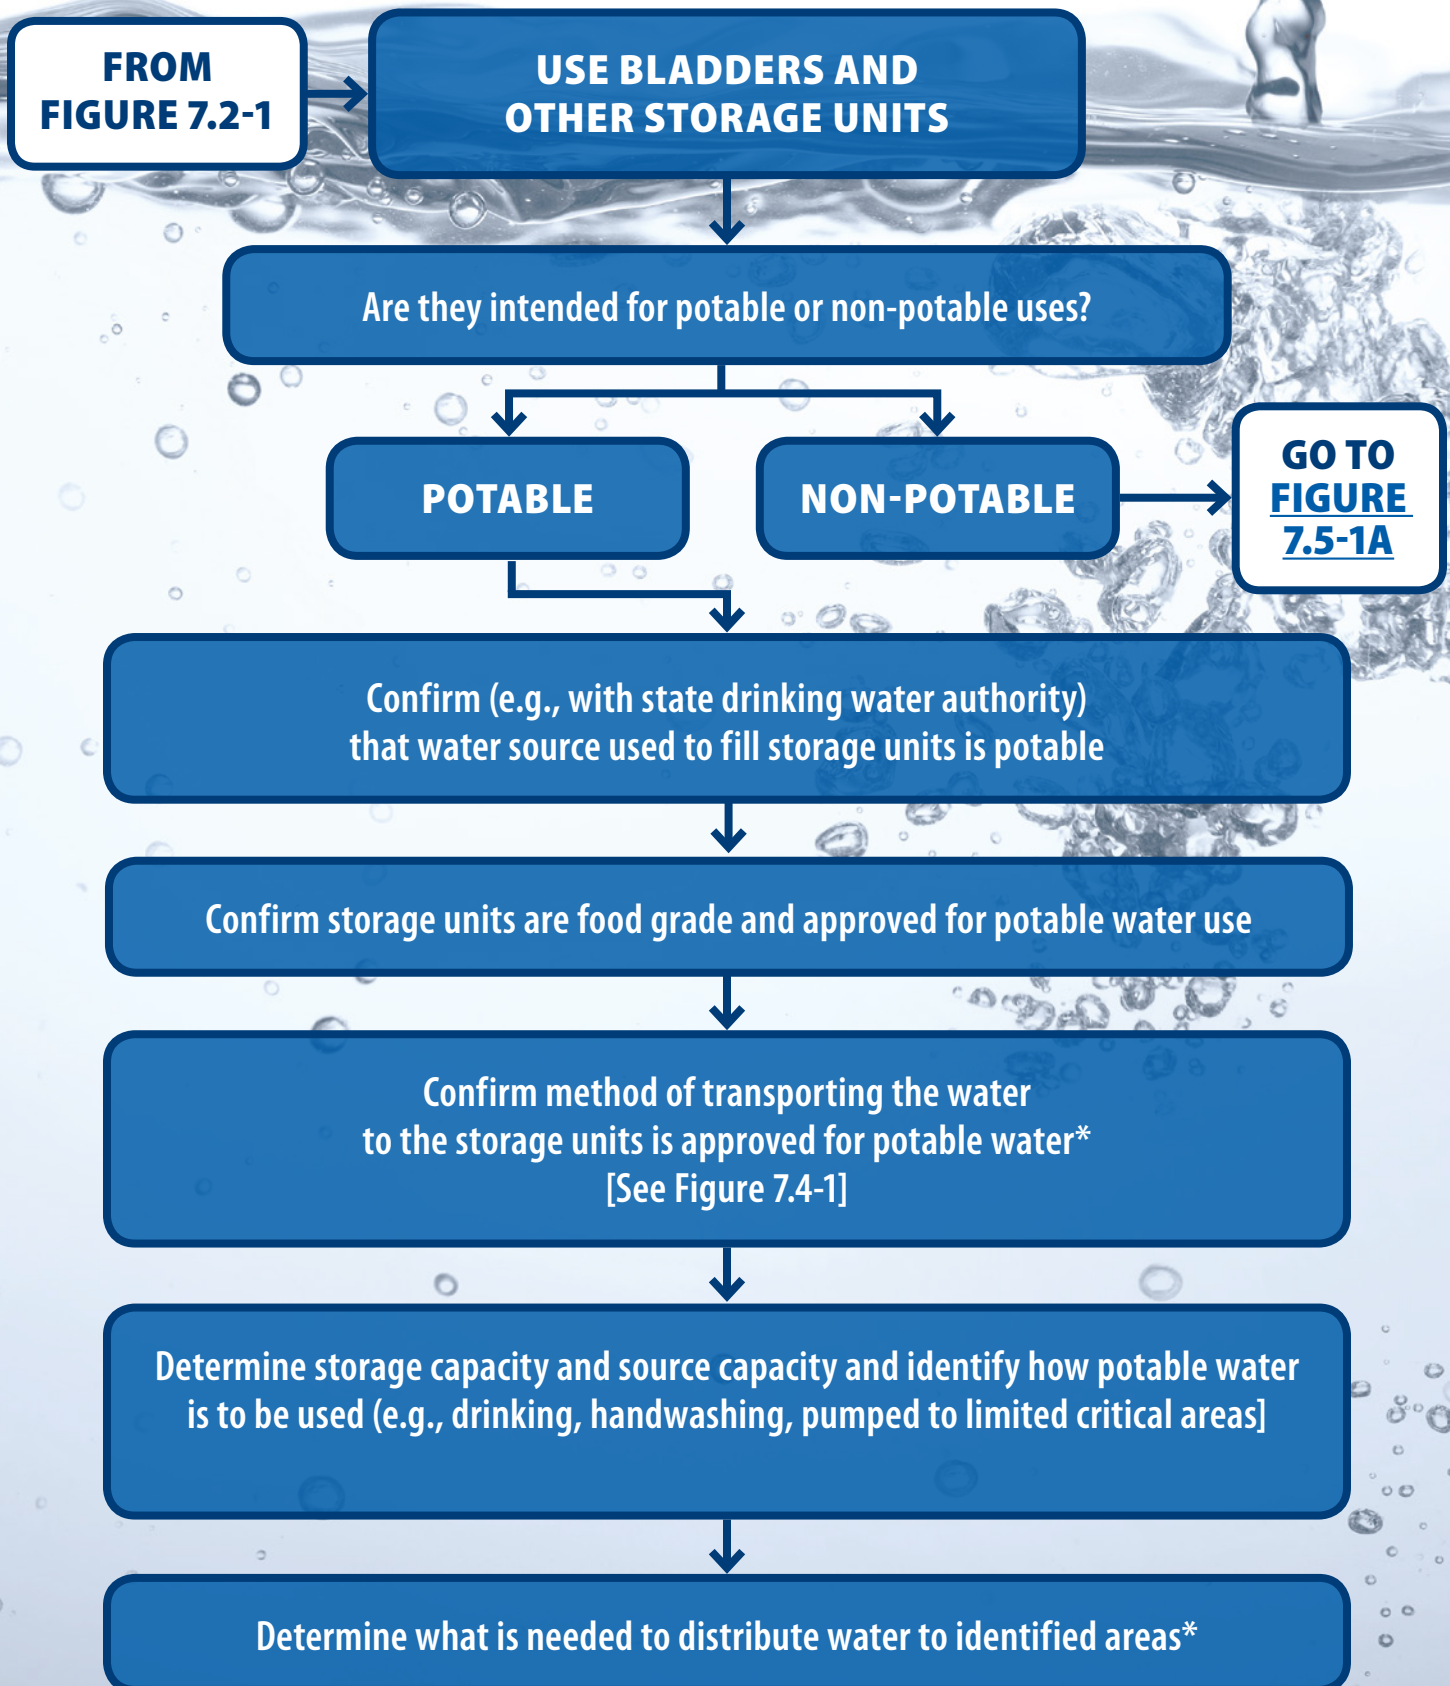 FROM
FIGURE 7.2-1
USE BLADDERS AND
OTHER STORAGE UNITS
Are they intended for potable or non-potable uses?
POTABLE
NON-POTABLE
GO TO
FIGURE
7.5-1A
Confirm (e.g., with state drinking water authority)
that water source used to fill storage units is potable
Confirm storage units are food grade and approved for potable water use
Confirm method of transporting the water
to the storage units is approved for potable water*
[See Figure 7.4-1]
Determine storage capacity and source capacity and identify how potable water
is to be used (e.g., drinking, handwashing, pumped to limited critical areas]
Determine what is needed to distribute water to identified areas*